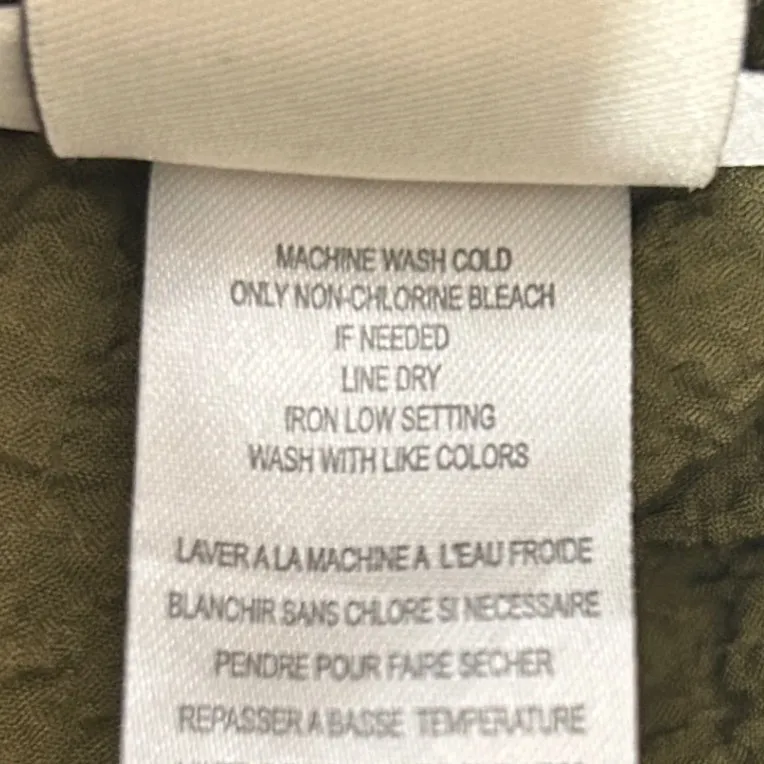 MACHINE WASH COLD
ONLY NON-CHLORINE BLEACH
IF NEEDED
LINE DRY
IRON LOW SETTING
WASH WITH LIKE COLORS
LAVER A LA MACHINE A L'EAU FROIDE
BLANCHIR SANS CHLORE SI NECESSAIRE
PENDRE POUR FAIRE SECHER
REPASSER A BASSE TEMPERATURE